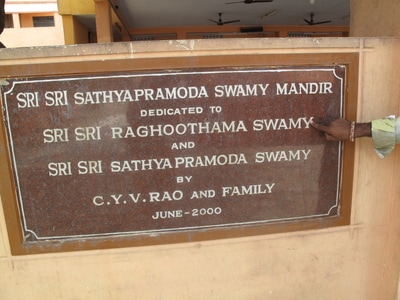 SRI SRI SATHYAPRAMODA SWAMY MANDIR
DEDICATED TO
SRI SRI RAGHOOTHAMA SWAMY
AND
SRI SRI SATHYAPRAMODA SWAMY
BY
C.Y.V.RAO AND FAMILY
JUNE-2000